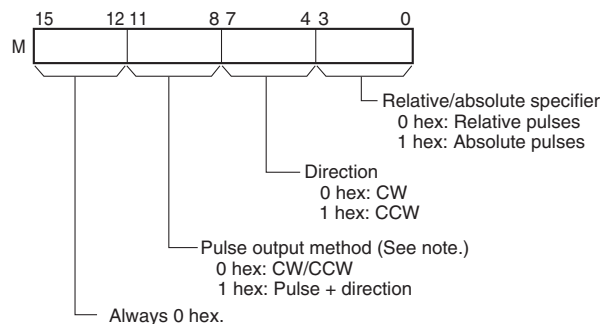 15 12 11 8 7 4 3 0
M
Relative/absolute specifier
0 hex: Relative pulses
1 hex: Absolute pulses
Direction
0 hex: CW
1 hex: CCW
Pulse output method (See note.)
0 hex: CW/CCW
1 hex: Pulse + direction
Always 0 hex.